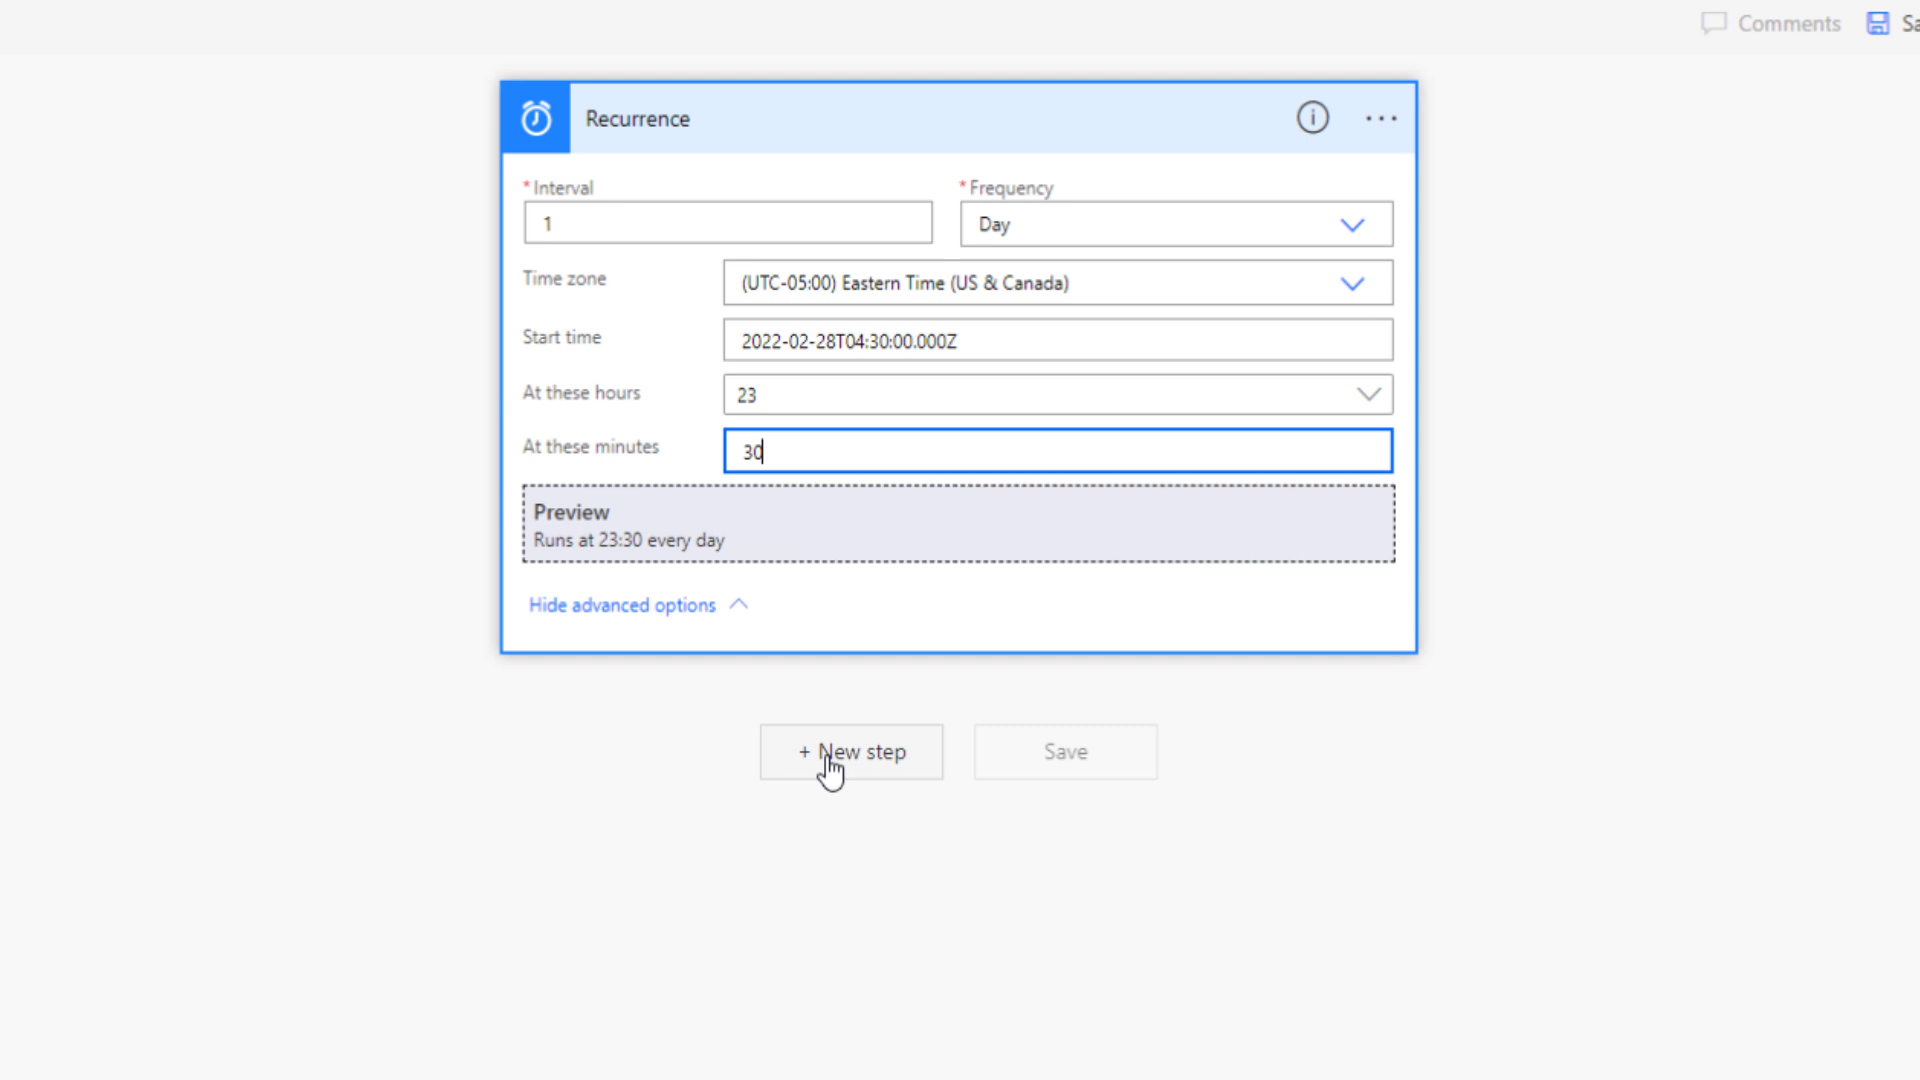 Comments
Recurrence
* Interval
* Frequency
1
Day
Time zone
(UTC-05:00) Eastern Time (US & Canada)
Start time
2022-02-28T04:30:00.000Z
At these hours
23
At these minutes
30
Preview
Runs at 23:30 every day
Hide advanced options
+ New step
Save